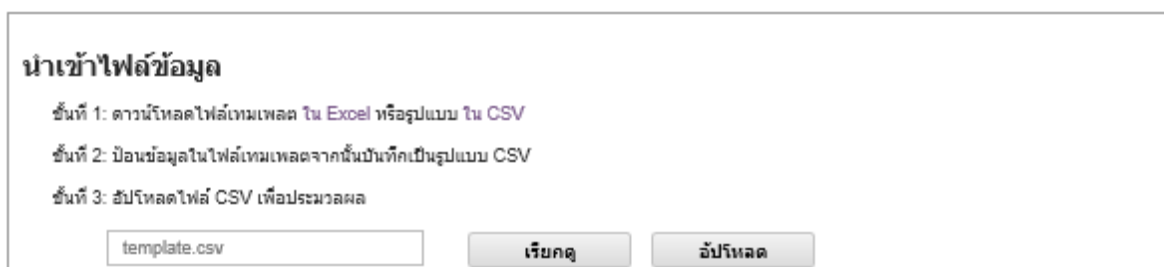 นำเข้าไฟล์ข้อมูล
ขั้นที่ 1: ดาวน์โหลดไฟล์เทมเพลต ใน Excel หรือรูปแบบ ใน CSV
ขั้นที่ 2: ป้อนข้อมูลในไฟล์เทมเพลตจากนั้นบันทึกเป็นรูปแบบ CSV
ขั้นที่ 3: อัปโหลดไฟล์ CSV เพื่อประมวลผล
template.csv เรียกดู อัปโหลด